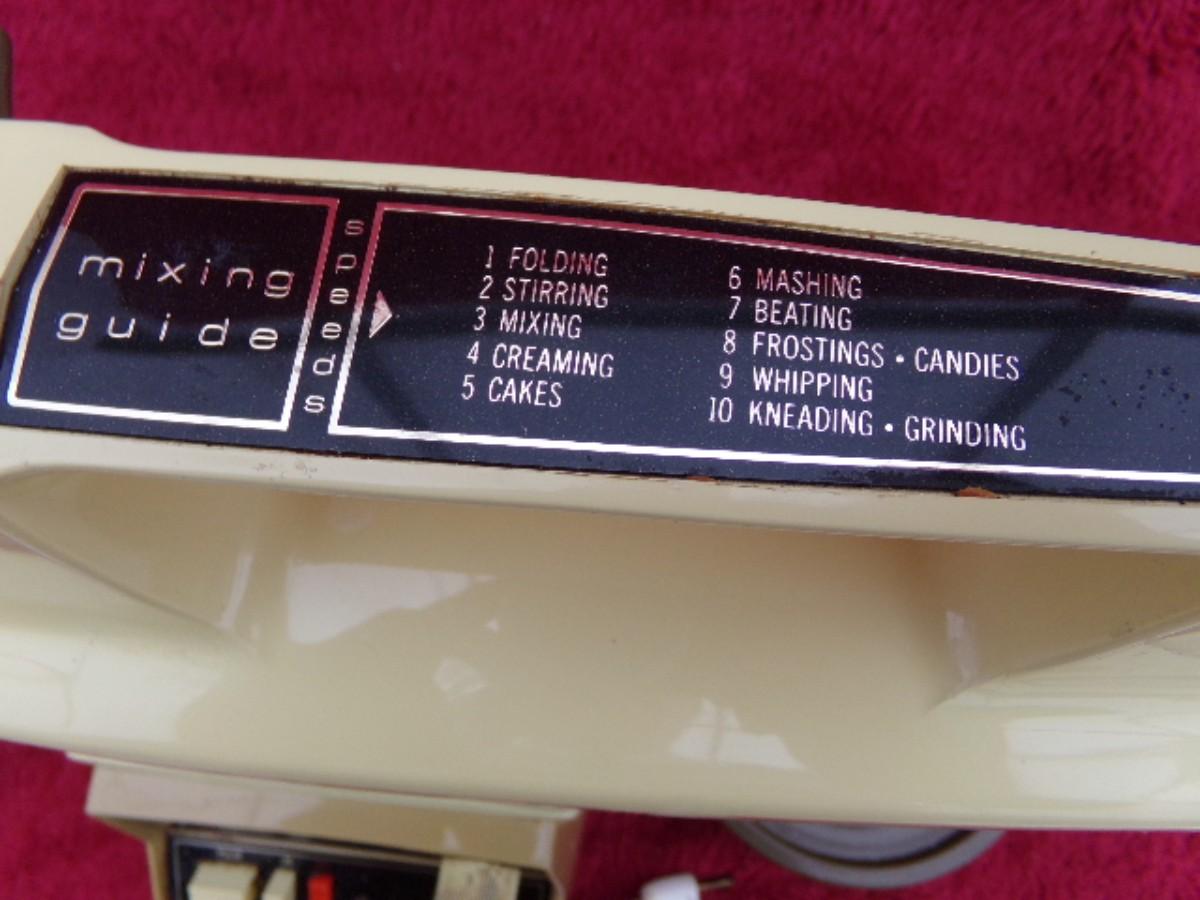 mixing
guide
speeds
1 FOLDING
2 STIRRING
3 MIXING
4 CREAMING
5 CAKES
6 MASHING
7 BEATING
8 FROSTINGS • CANDIES
9 WHIPPING
10 KNEADING • GRINDING